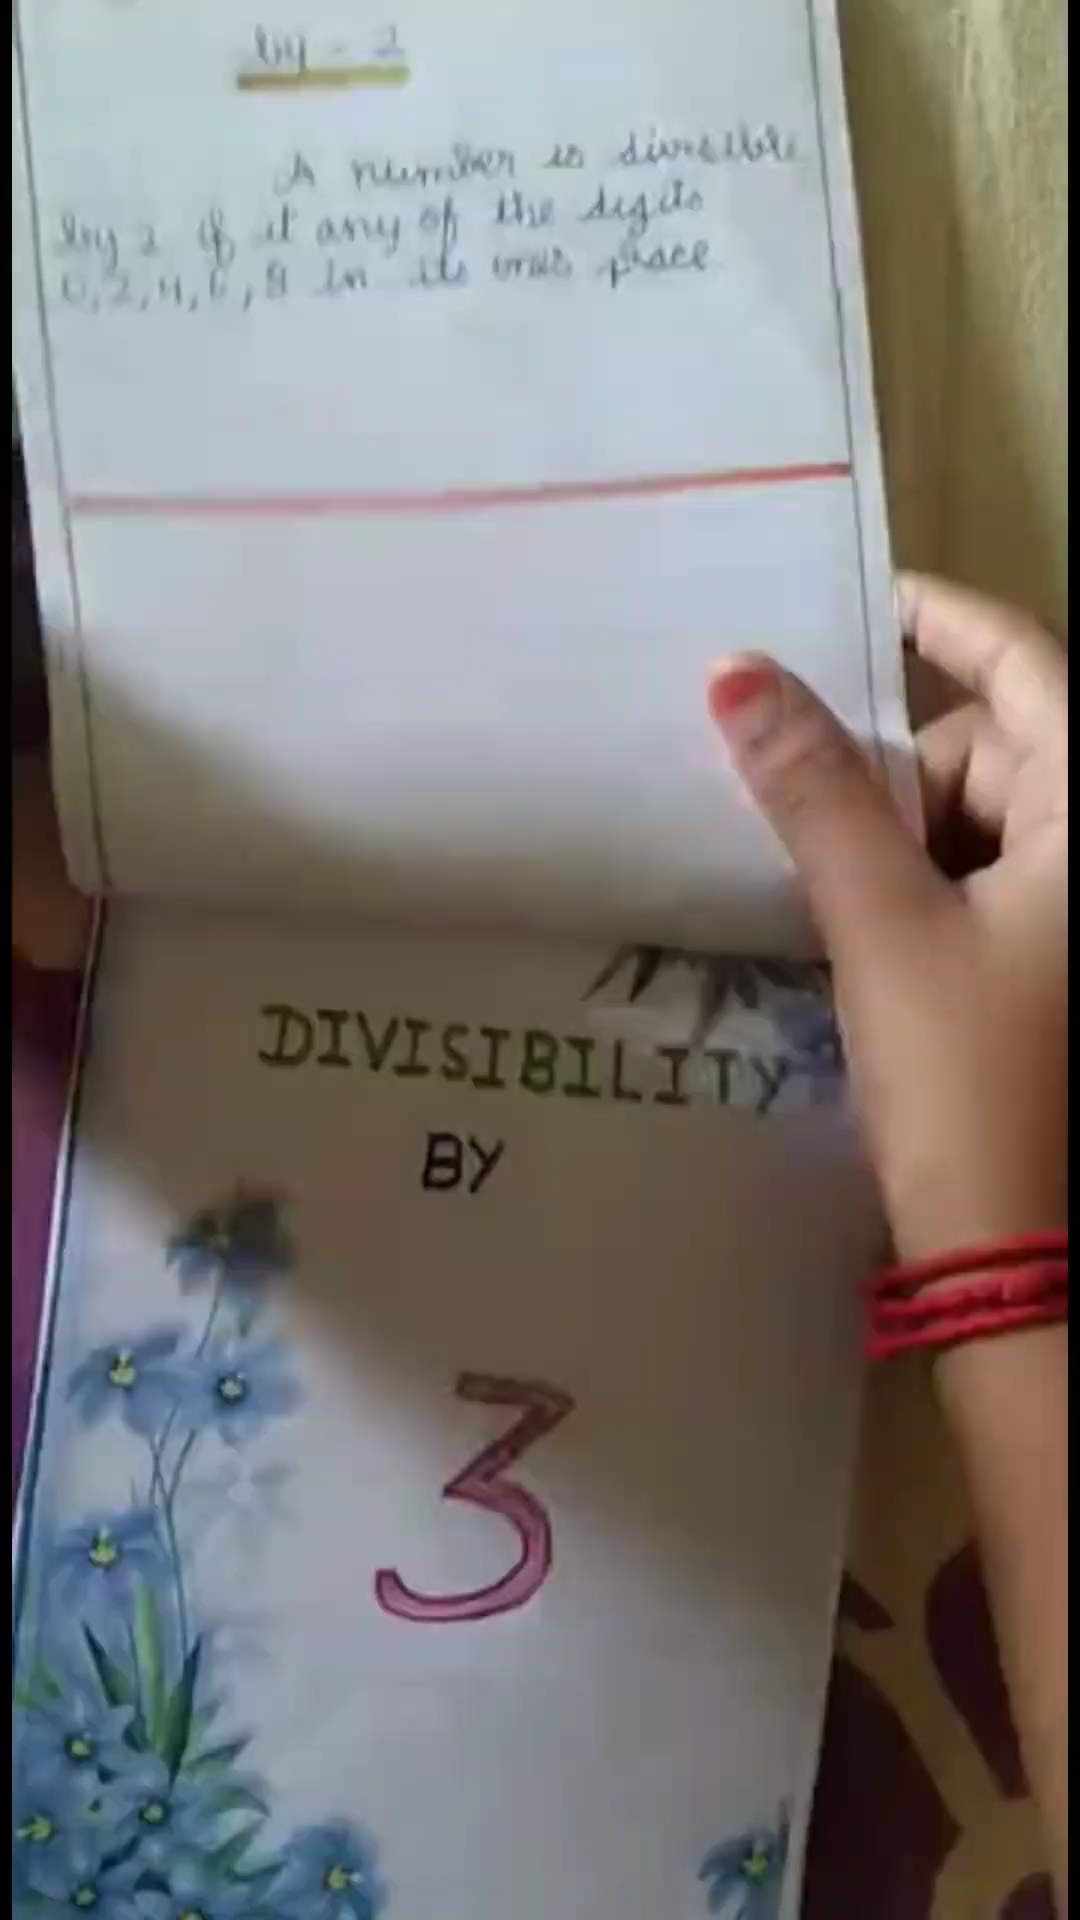 by - 2
A number is divisible
by 2 if it any of the digits
0,2,4,6,8 in its ones place
DIVISIBILITY
BY
3